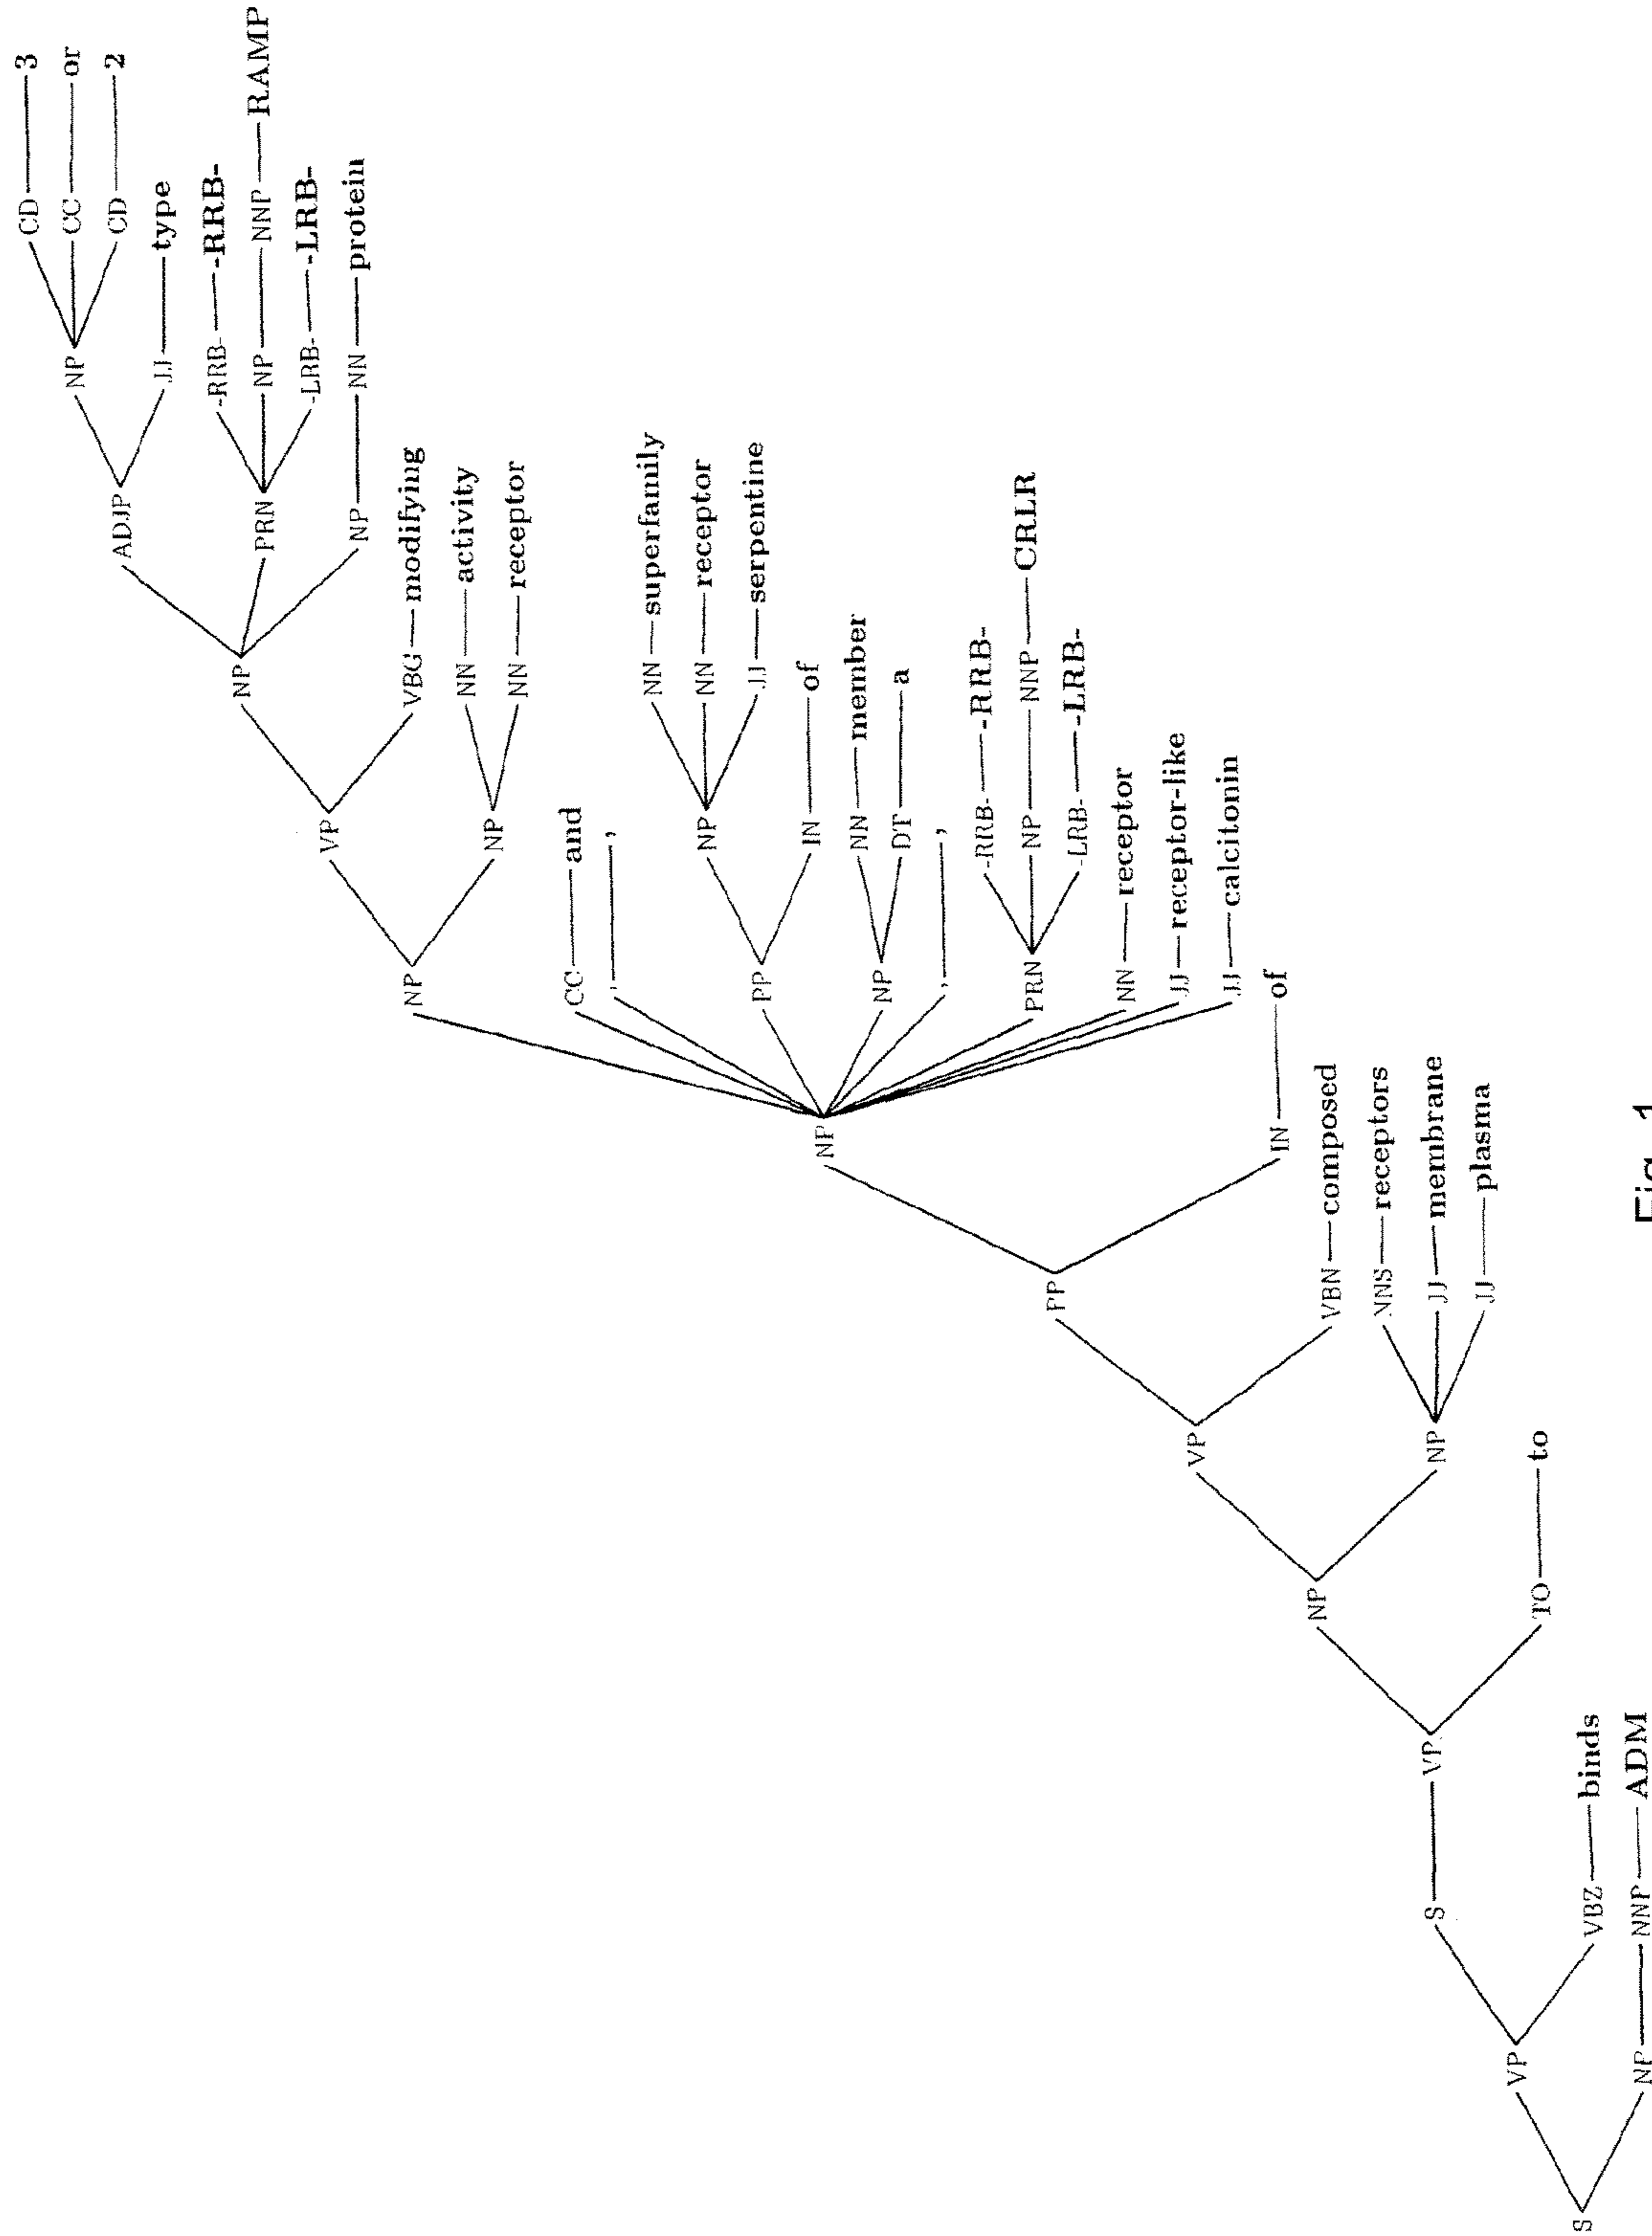 CD 3
NP CC or
ADJP CD 2
JJ type
-RRB- -RRB-
NP
PRN NP NNP RAMP
-LRB- -LRB-
VP
NP NN protein
NP VBG modifying
NN activity
NP
NN receptor
CC and
, ,
NN superfamily
NP NN receptor
PP JJ serpentine
IN of
NP
NN member
NP
DT a
, ,
-RRB- -RRB-
PRN NP NNP CRLR
PP
-LRB- -LRB-
NN receptor
JJ receptor-like
VP
JJ calcitonin
IN of
NP
VBN composed
NNS receptors
S VP NP JJ membrane
JJ plasma
VP
TO to
S
VBZ binds
NP NNP ADM
Fig. 1